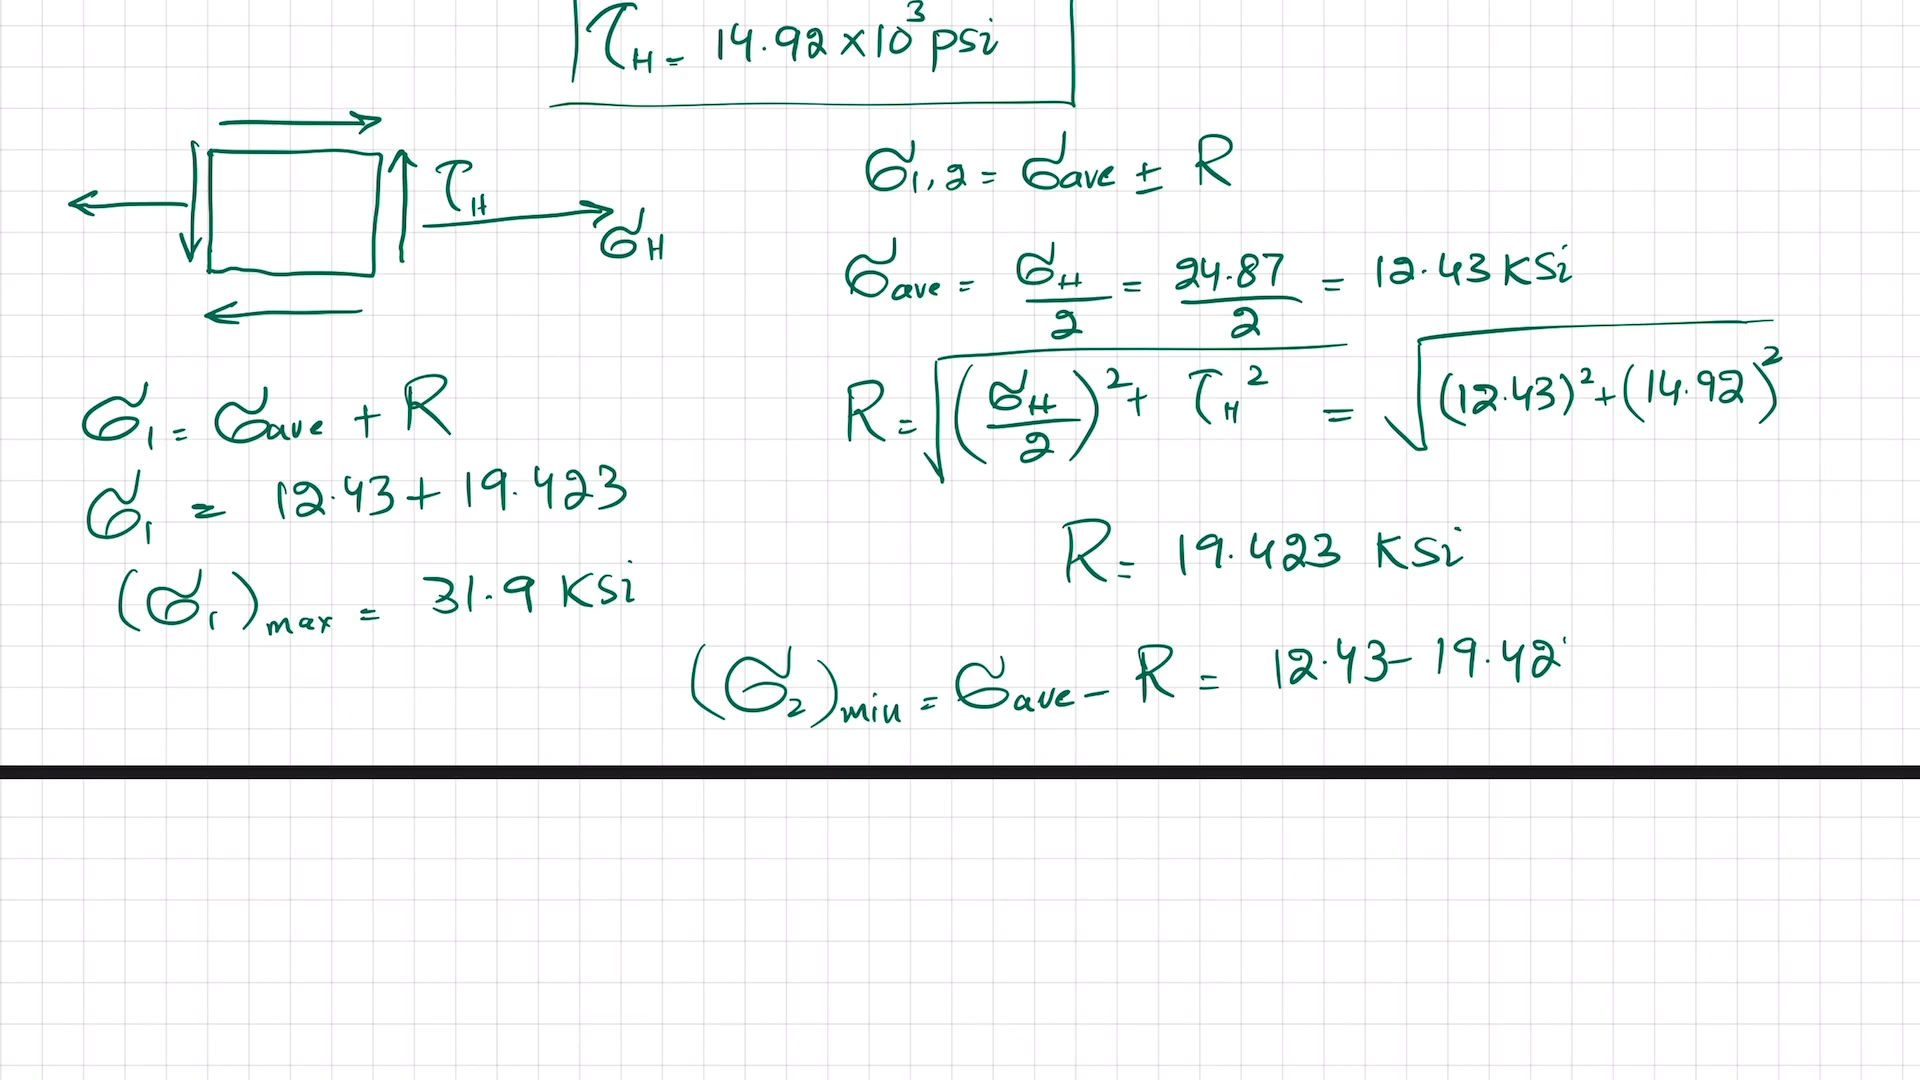 τH = 14.92 ×10³ psi
τH
σH
σ1,2 = σave ± R
σave = σH/2 = 24.87/2 = 12.43 KSi
R = √((σH/2)² + τH²) = √((12.43)² + (14.92)²)
R = 19.423 KSi
σ1 = σave + R
σ1 = 12.43 + 19.423
(σ1)max = 31.9 KSi
(σ2)min = σave − R = 12.43 − 19.42